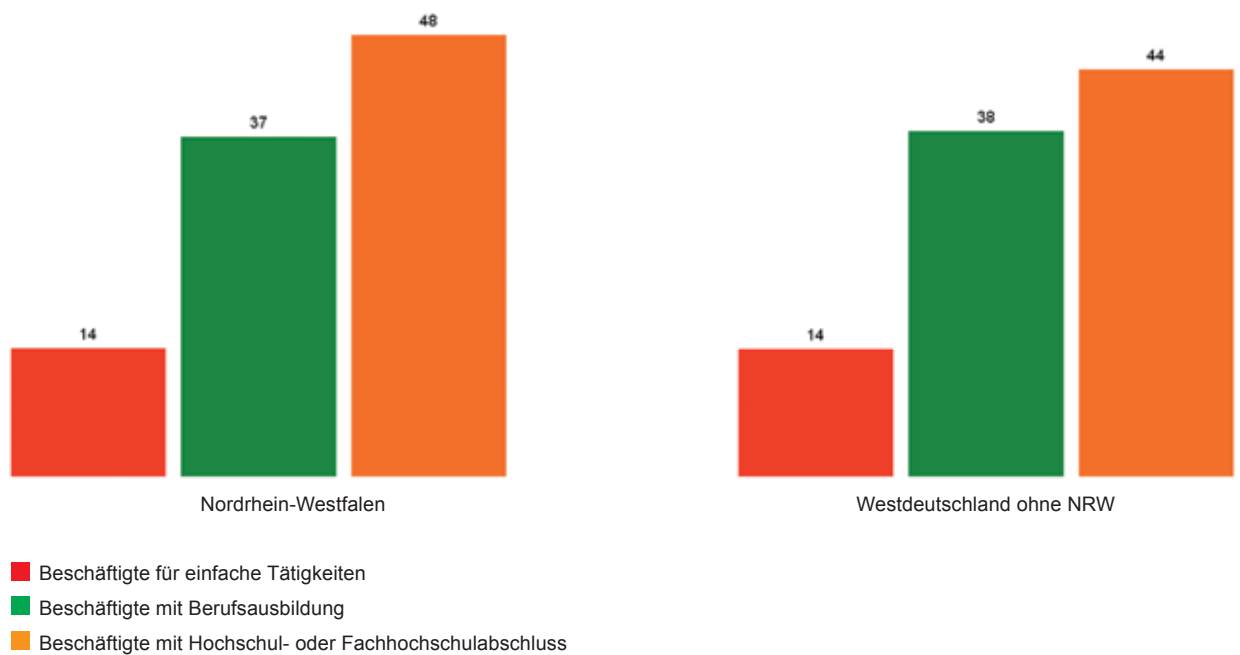 48
44
37
38
14
14
Nordrhein-Westfalen
Westdeutschland ohne NRW
Beschäftigte für einfache Tätigkeiten
Beschäftigte mit Berufsausbildung
Beschäftigte mit Hochschul- oder Fachhochschulabschluss